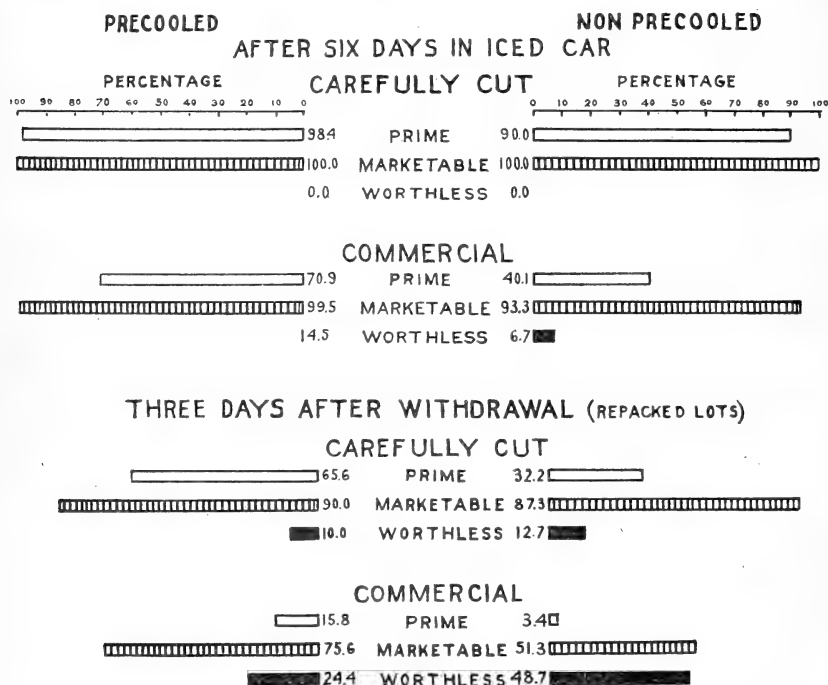 PRECOOLED NON PRECOOLED
AFTER SIX DAYS IN ICED CAR
PERCENTAGE CAREFULLY CUT PERCENTAGE
100 90 80 70 60 50 40 30 20 10 0 0 10 20 30 40 50 60 70 80 90 100
98.4 PRIME 90.0
100.0 MARKETABLE 100.0
0.0 WORTHLESS 0.0
COMMERCIAL
70.9 PRIME 40.1
99.5 MARKETABLE 93.3
14.5 WORTHLESS 6.7
THREE DAYS AFTER WITHDRAWAL (REPACKED LOTS)
CAREFULLY CUT
65.6 PRIME 32.2
90.0 MARKETABLE 87.3
10.0 WORTHLESS 12.7
COMMERCIAL
15.8 PRIME 3.4
75.6 MARKETABLE 51.3
24.4 WORTHLESS 48.7